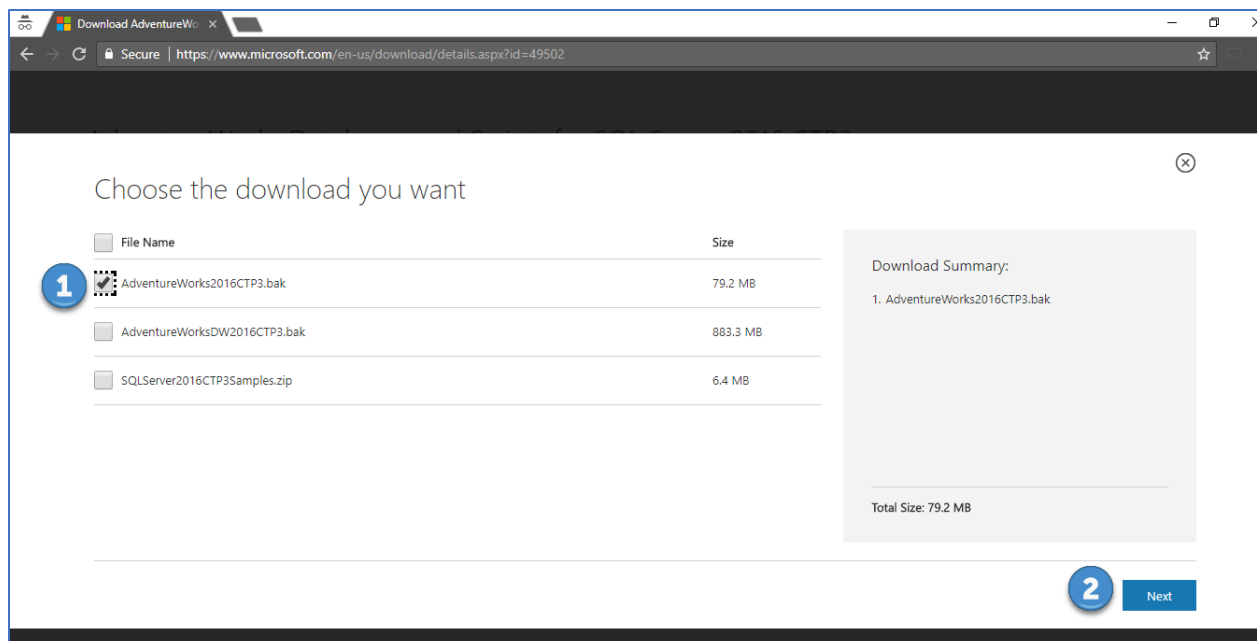 Download AdventureWo
Secure | https://www.microsoft.com/en-us/download/details.aspx?id=49502
Choose the download you want
File Name Size
1 AdventureWorks2016CTP3.bak 79.2 MB
AdventureWorksDW2016CTP3.bak 883.3 MB
SQLServer2016CTP3Samples.zip 6.4 MB
Download Summary:
1. AdventureWorks2016CTP3.bak
Total Size: 79.2 MB
2 Next